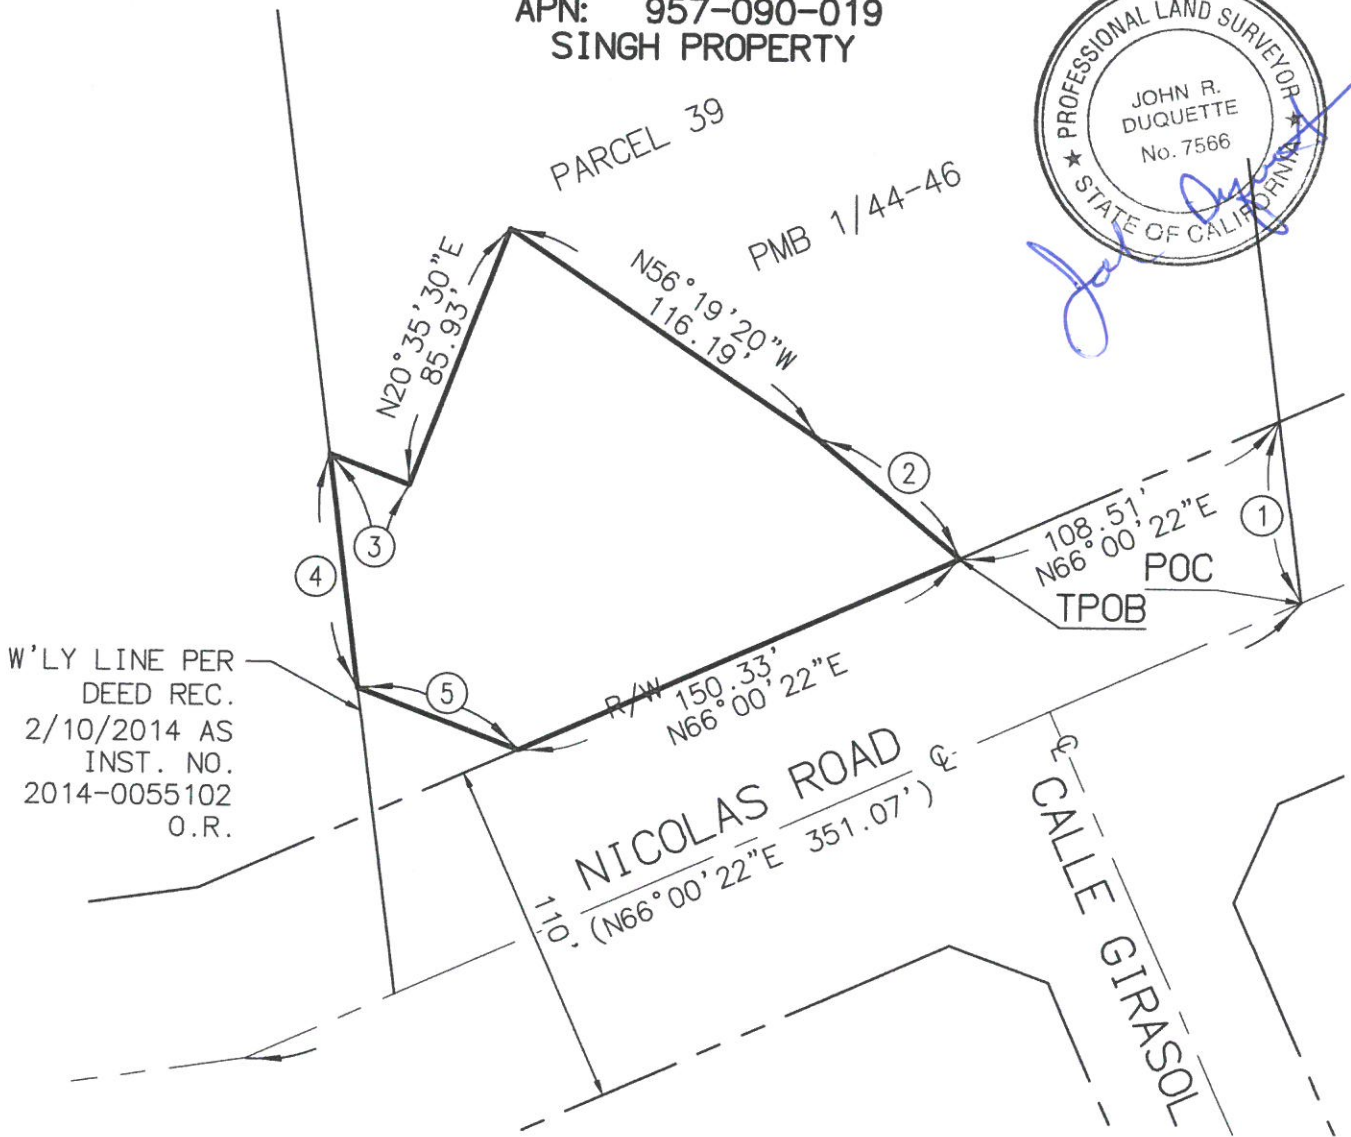 APN: 957-090-019
SINGH PROPERTY
PROFESSIONAL LAND SURVEYOR
JOHN R.
DUQUETTE
No. 7566
★ STATE OF CALIFORNIA ★
PARCEL 39
PMB 1/44-46
N20°35'30"E
85.93'
N56°19'20"W
116.19'
2
108.51'
N66°00'22"E
1
POC
TPOB
3
4
5
W'LY LINE PER
DEED REC.
2/10/2014 AS
INST. NO.
2014-0055102
O.R.
R/W 150.33'
N66°00'22"E
NICOLAS ROAD ℄
(N66°00'22"E 351.07')
110'
℄ CALLE GIRASOL